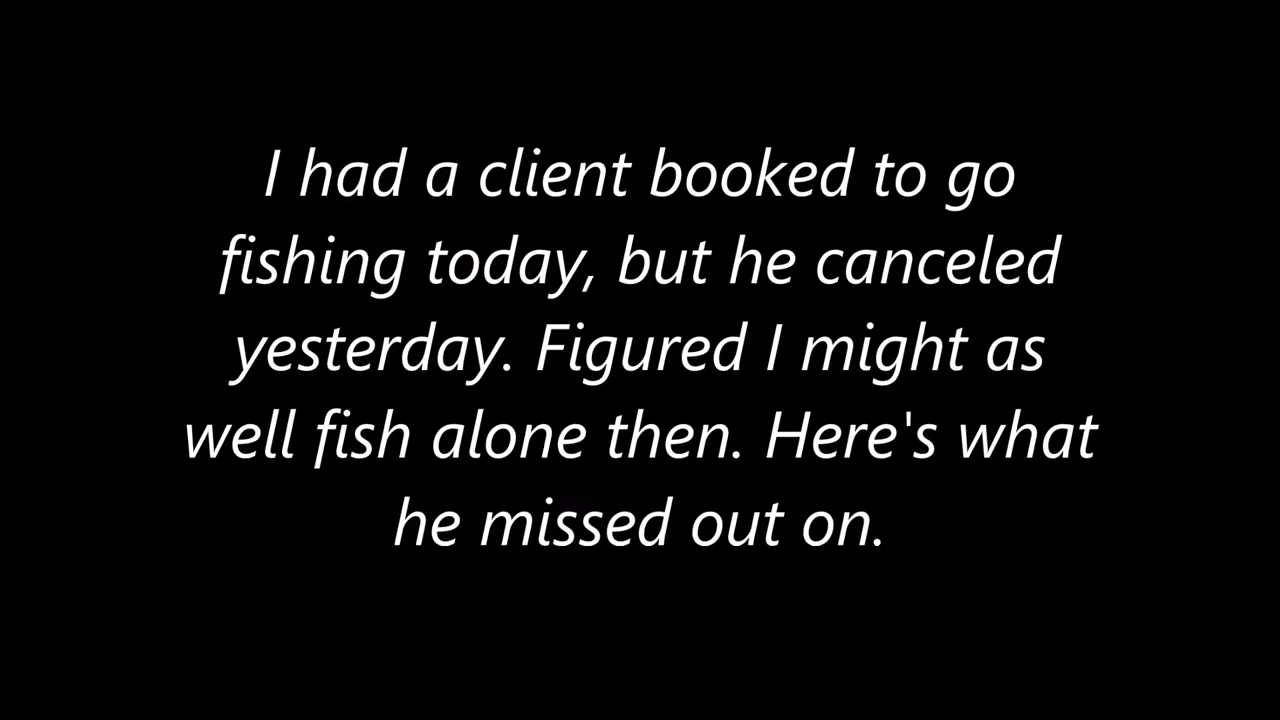 I had a client booked to go
fishing today, but he canceled
yesterday. Figured I might as
well fish alone then. Here's what
he missed out on.